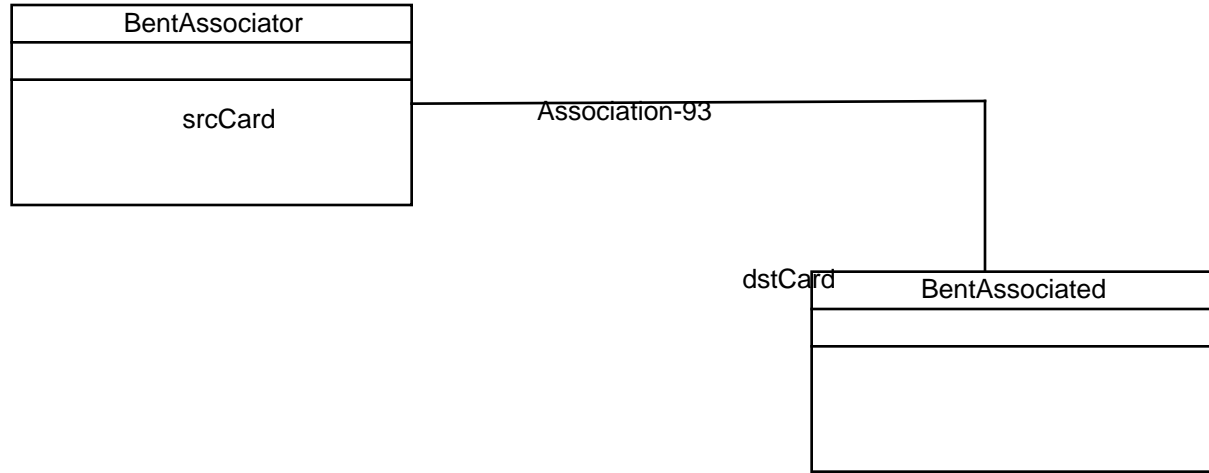 BentAssociator
srcCard
Association-93
dstCard
BentAssociated